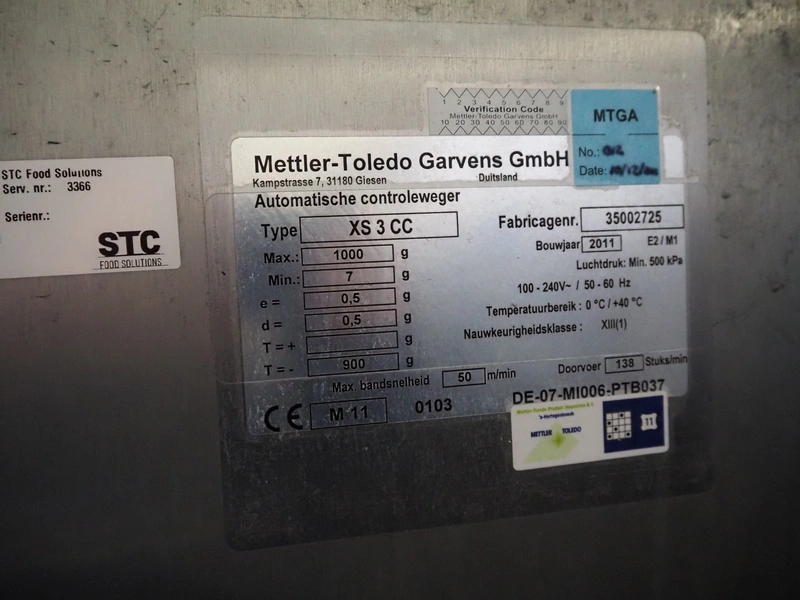 STC Food Solutions
Serv. nr.: 3366
Serienr.:
STC
FOOD SOLUTIONS
1 2 3 4 5 6 7 8 9
Verification Code
Mettler-Toledo Garvens GmbH
10 20 30 40 50 60 70 80 90
MTGA
No.: 012
Date:
Mettler-Toledo Garvens GmbH
Kampstrasse 7, 31180 Giesen Duitsland
Automatische controleweger
Type XS 3 CC
Fabricagenr. 35002725
Max.: 1000 g
Bouwjaar 2011 E2 / M1
Min.: 7 g
Luchtdruk: Min. 500 kPa
e = 0,5 g
100 - 240V~ / 50 - 60 Hz
d = 0,5 g
Temperatuurbereik : 0 °C / +40 °C
T = + g
Nauwkeurigheidsklasse : XIII(1)
T = - 900 g
Max. bandsnelheid 50 m/min
Doorvoer 138 Stuks/min
CE M 11 0103
DE-07-MI006-PTB037
's-Hertogenbosch
METTLER TOLEDO
11